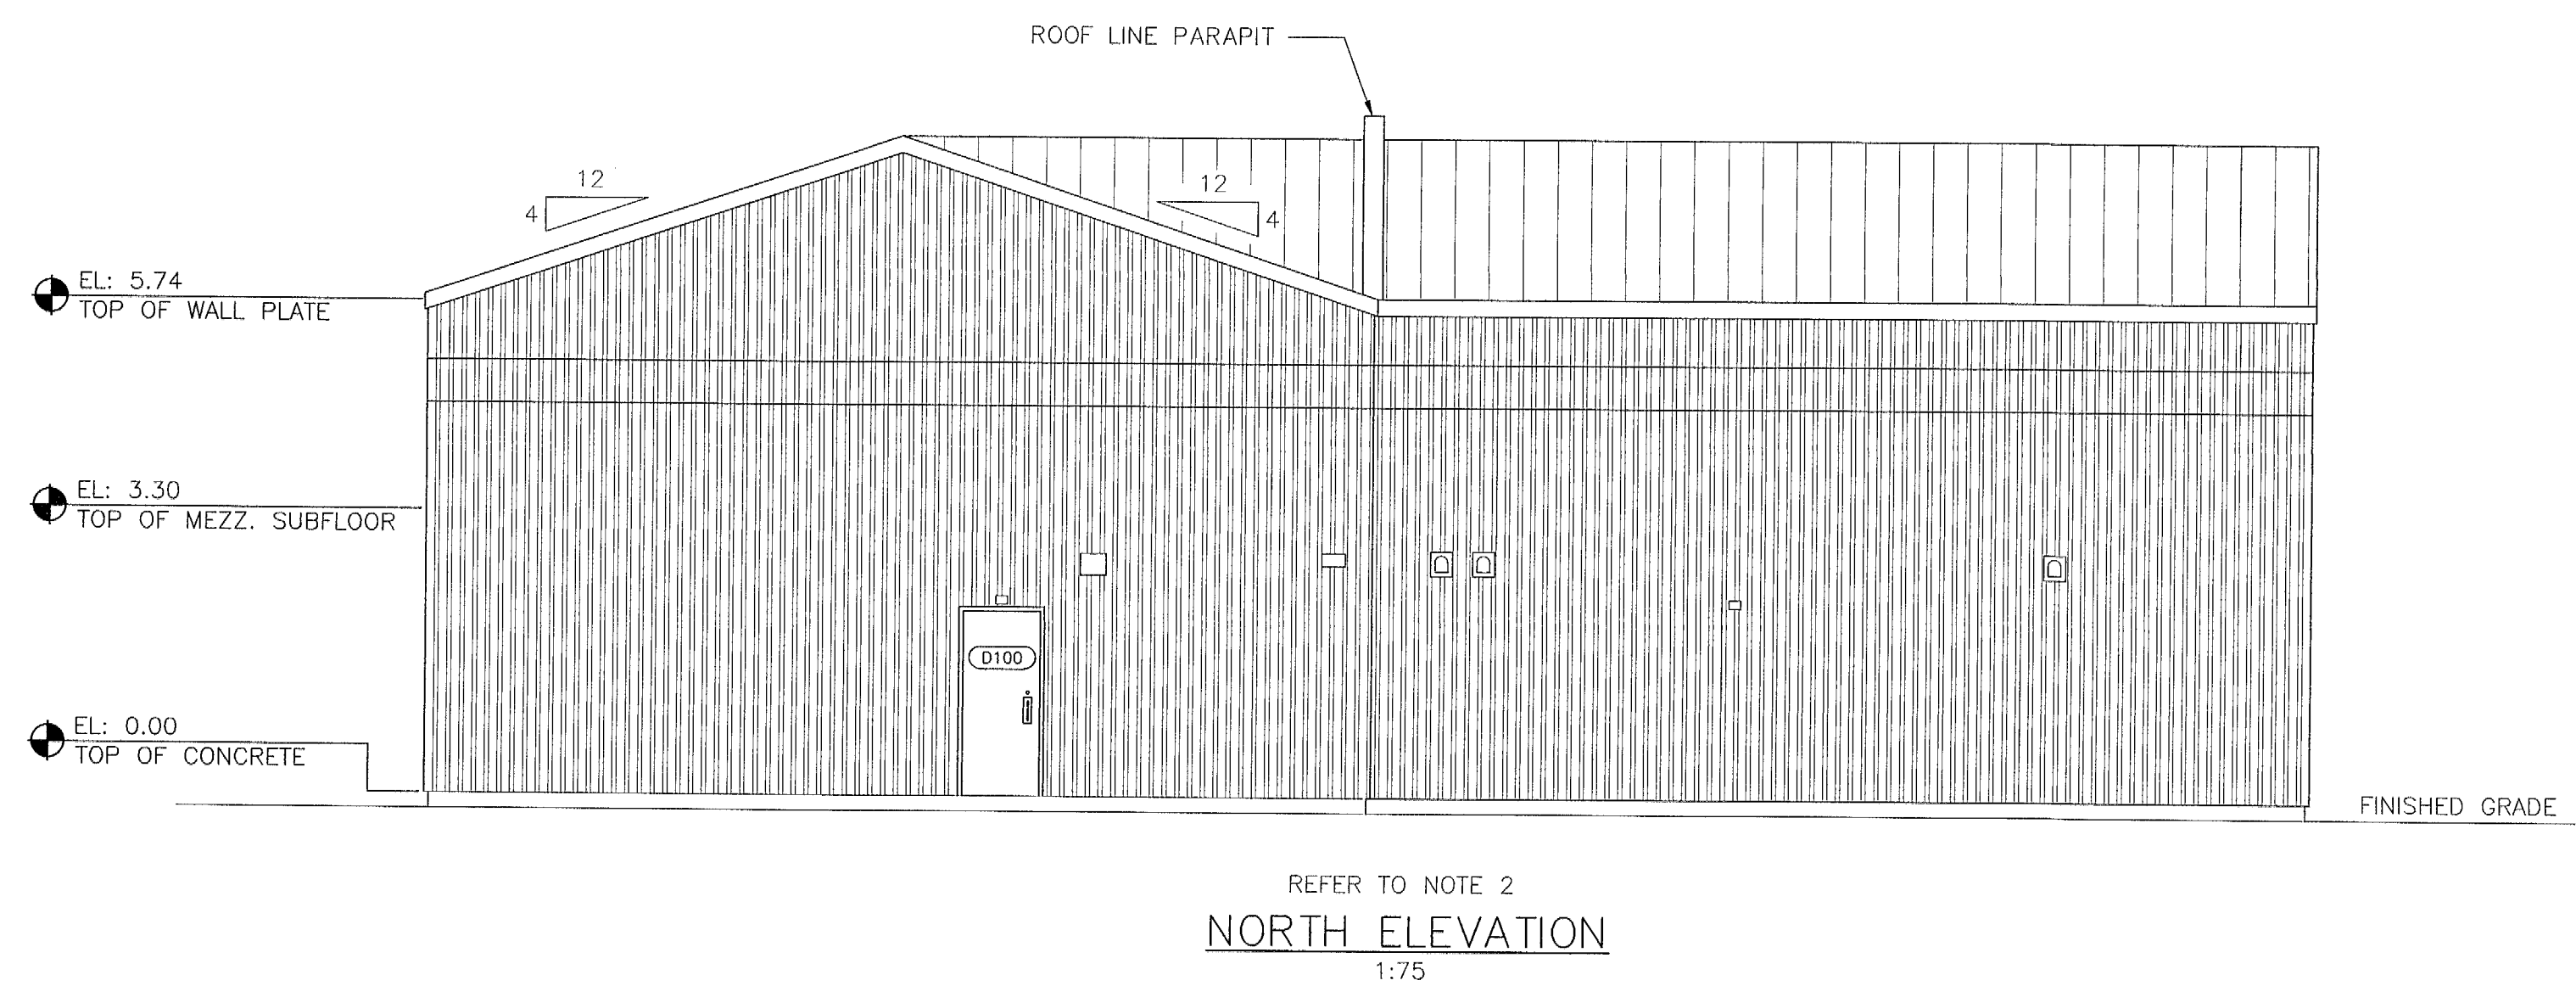 ROOF LINE PARAPIT
12
4
12
4
EL: 5.74
TOP OF WALL PLATE
EL: 3.30
TOP OF MEZZ. SUBFLOOR
D100
EL: 0.00
TOP OF CONCRETE
FINISHED GRADE
REFER TO NOTE 2
NORTH ELEVATION
1:75